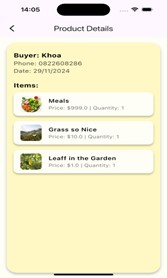 14:05
Product Details
Buyer: Khoa
Phone: 0822608286
Date: 29/11/2024
Items:
Meals
Price: $999.0 | Quantity: 1
Grass so Nice
Price: $10.0 | Quantity: 1
Leaff in the Garden
Price: $1.0 | Quantity: 1